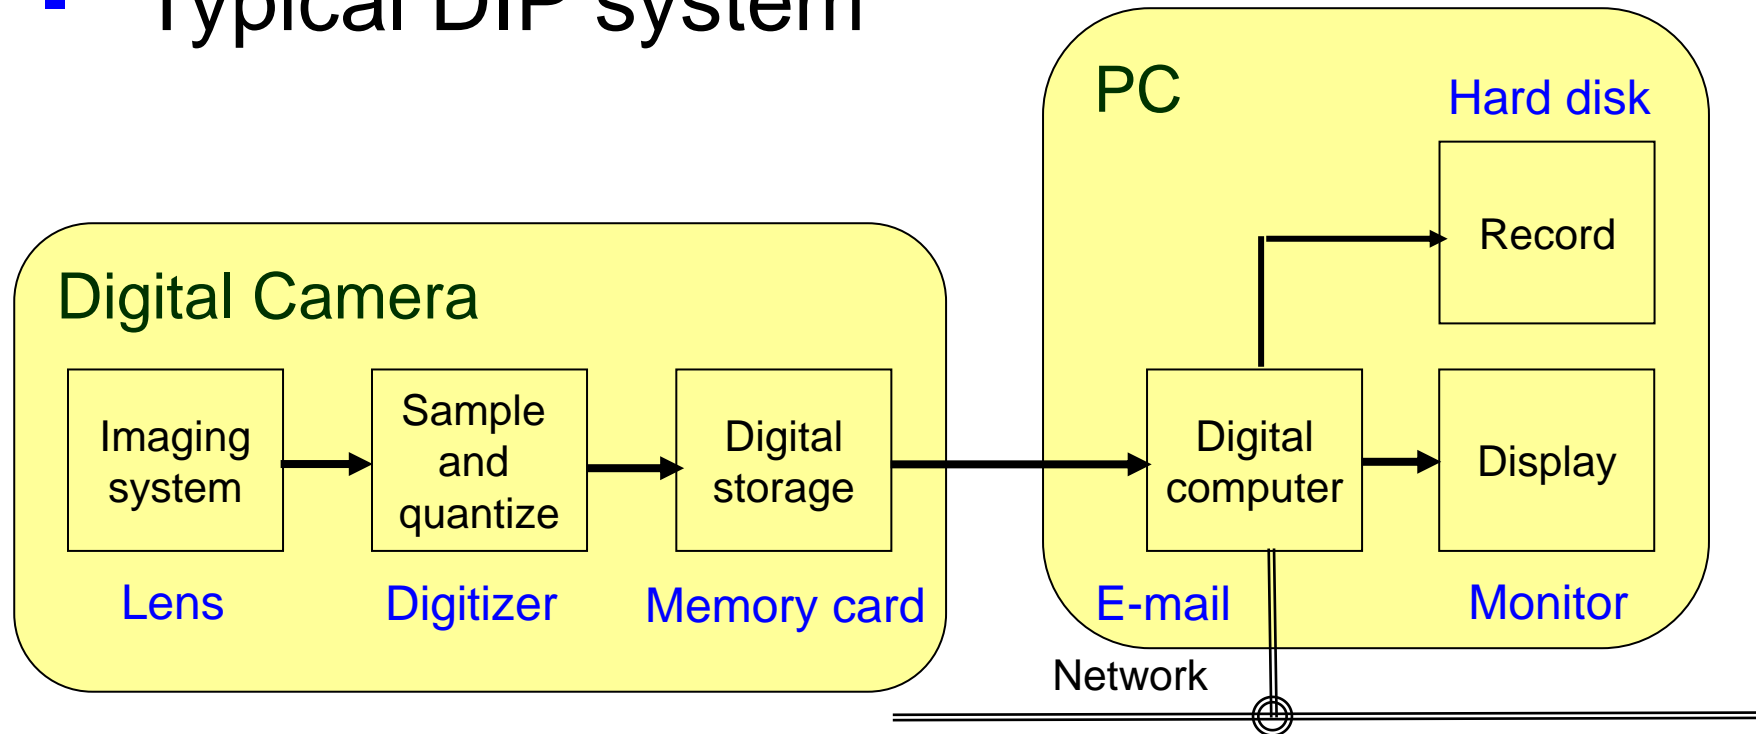 Typical DIP system
PC
Hard disk
Record
Digital Camera
Imaging
system
Sample
and
quantize
Digital
storage
Digital
computer
Display
Lens
Digitizer
Memory card
E-mail
Monitor
Network